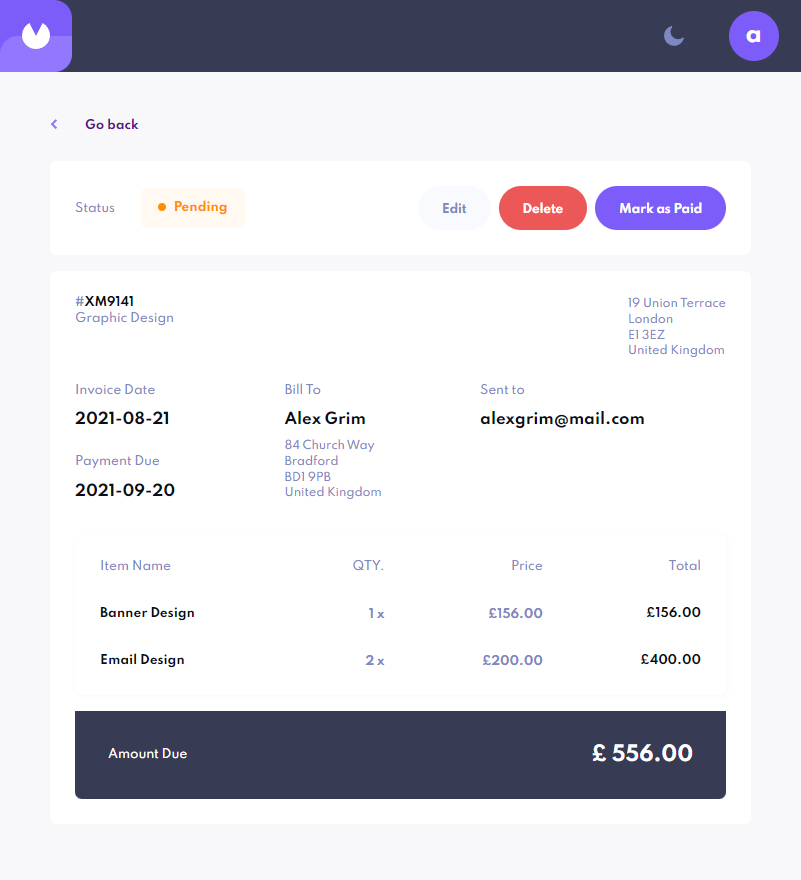 a
Go back
Status
Pending
Edit
Delete
Mark as Paid
#XM9141
Graphic Design
19 Union Terrace
London
E1 3EZ
United Kingdom
Invoice Date
2021-08-21
Payment Due
2021-09-20
Bill To
Alex Grim
84 Church Way
Bradford
BD1 9PB
United Kingdom
Sent to
alexgrim@mail.com
Item Name QTY. Price Total
Banner Design 1 x £156.00 £156.00
Email Design 2 x £200.00 £400.00
Amount Due £ 556.00